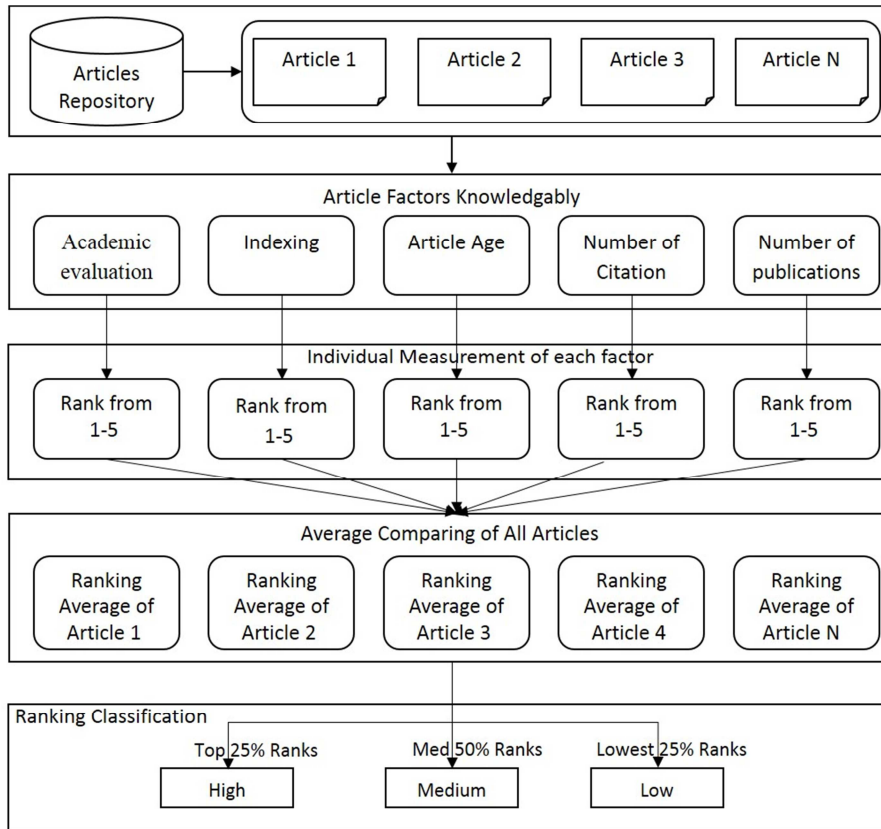 Articles
Repository
Article 1
Article 2
Article 3
Article N
Article Factors Knowledgably
Academic
evaluation
Indexing
Article Age
Number of
Citation
Number of
publications
Individual Measurement of each factor
Rank from
1-5
Rank from
1-5
Rank from
1-5
Rank from
1-5
Rank from
1-5
Average Comparing of All Articles
Ranking
Average of
Article 1
Ranking
Average of
Article 2
Ranking
Average of
Article 3
Ranking
Average of
Article 4
Ranking
Average of
Article N
Ranking Classification
Top 25% Ranks
Med 50% Ranks
Lowest 25% Ranks
High
Medium
Low